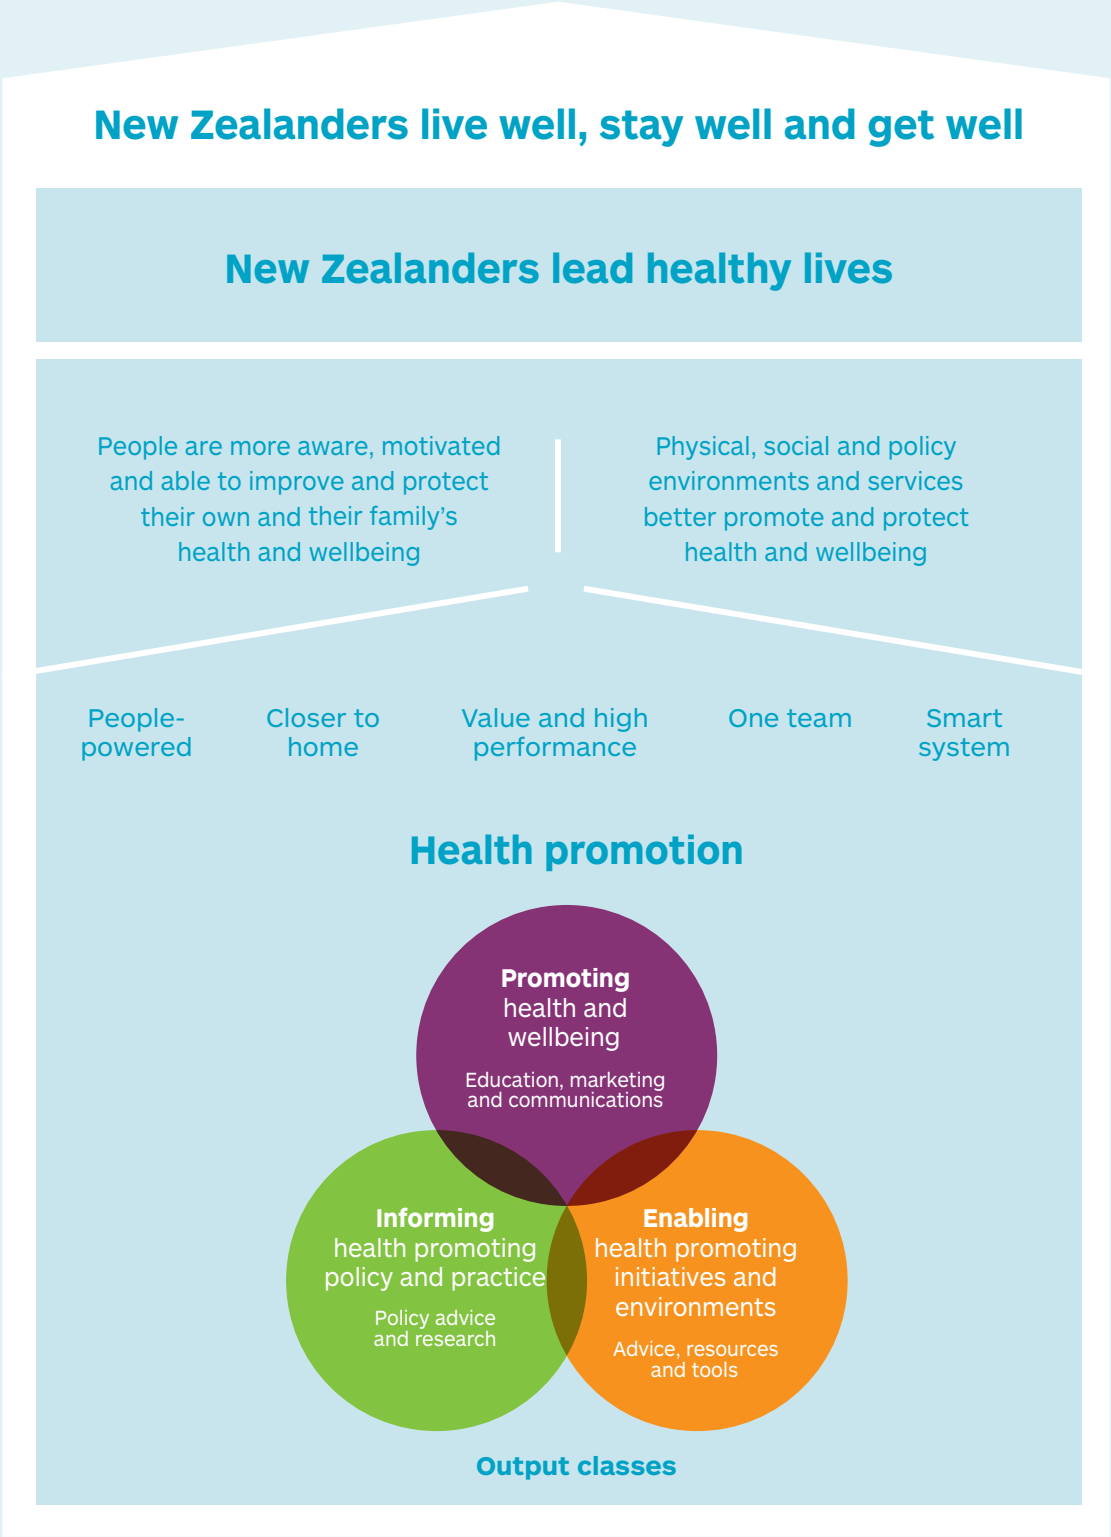 New Zealanders live well, stay well and get well
New Zealanders lead healthy lives
People are more aware, motivated
and able to improve and protect
their own and their family’s
health and wellbeing
Physical, social and policy
environments and services
better promote and protect
health and wellbeing
People-
powered
Closer to
home
Value and high
performance
One team
Smart
system
Health promotion
Promoting
health and
wellbeing
Education, marketing
and communications
Informing
health promoting
policy and practice
Policy advice
and research
Enabling
health promoting
initiatives and
environments
Advice, resources
and tools
Output classes